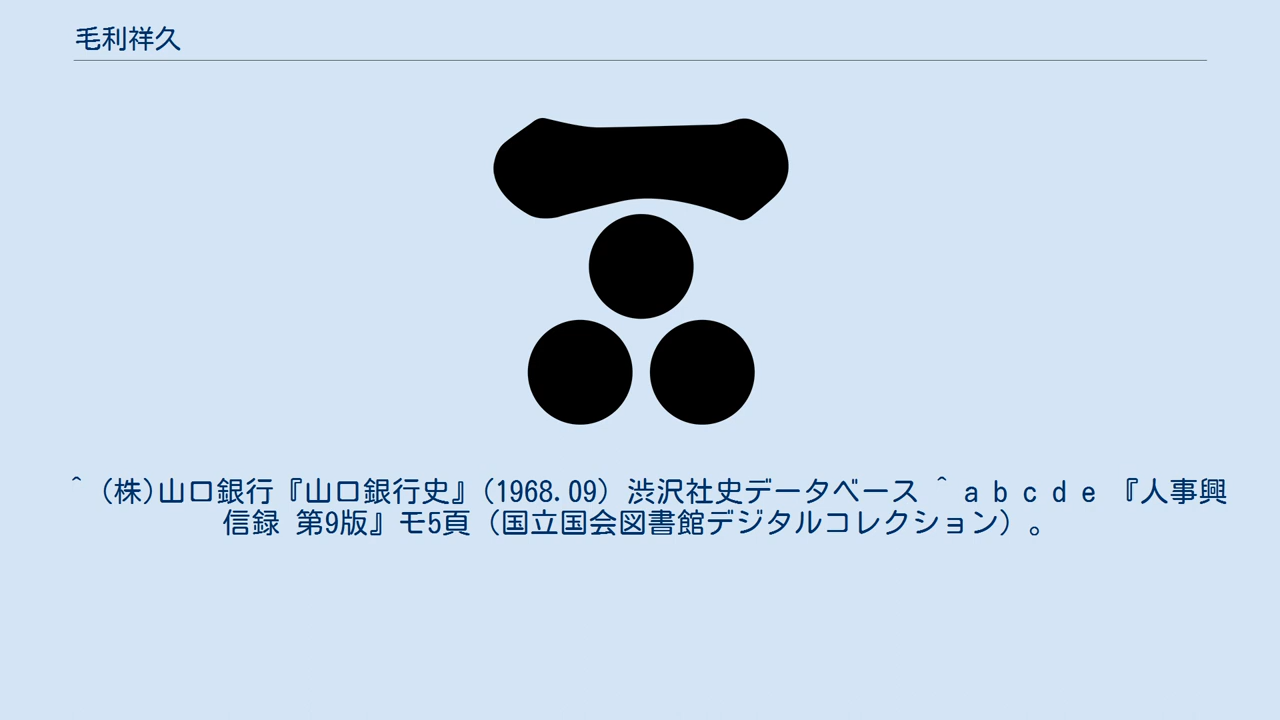 毛利祥久
^ (株)山口銀行『山口銀行史』(1968.09) 渋沢社史データベース ^ a b c d e 『人事興
信録 第9版』モ5頁（国立国会図書館デジタルコレクション）。